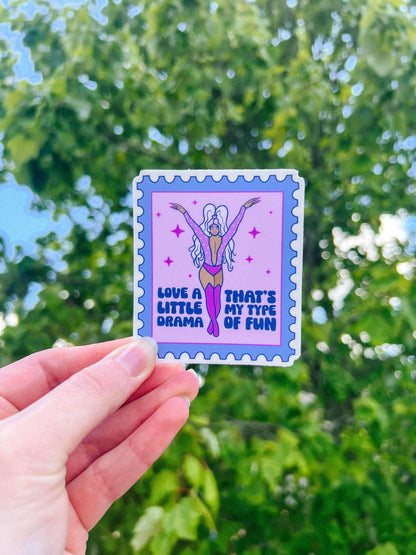 LOVE A
LITTLE
DRAMA
THAT'S
MY TYPE
OF FUN